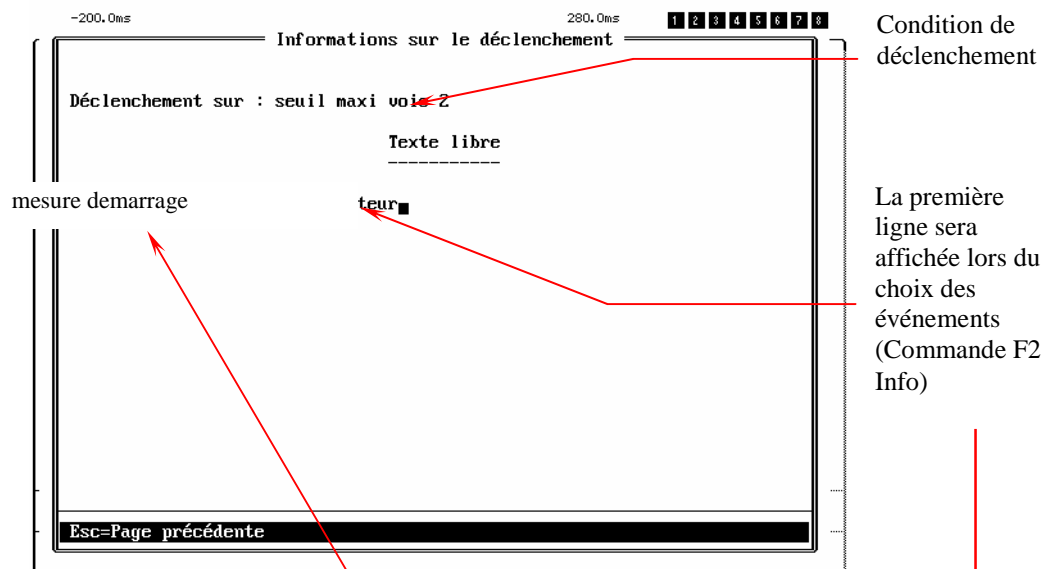 -200.0ms 280.0ms 1 2 3 4 5 6 7 8
Informations sur le déclenchement
Déclenchement sur : seuil maxi voie 2
Texte libre
-----------
mesure demarrage teur
Esc=Page précédente
Condition de
déclenchement
La première
ligne sera
affichée lors du
choix des
événements
(Commande F2
Info)